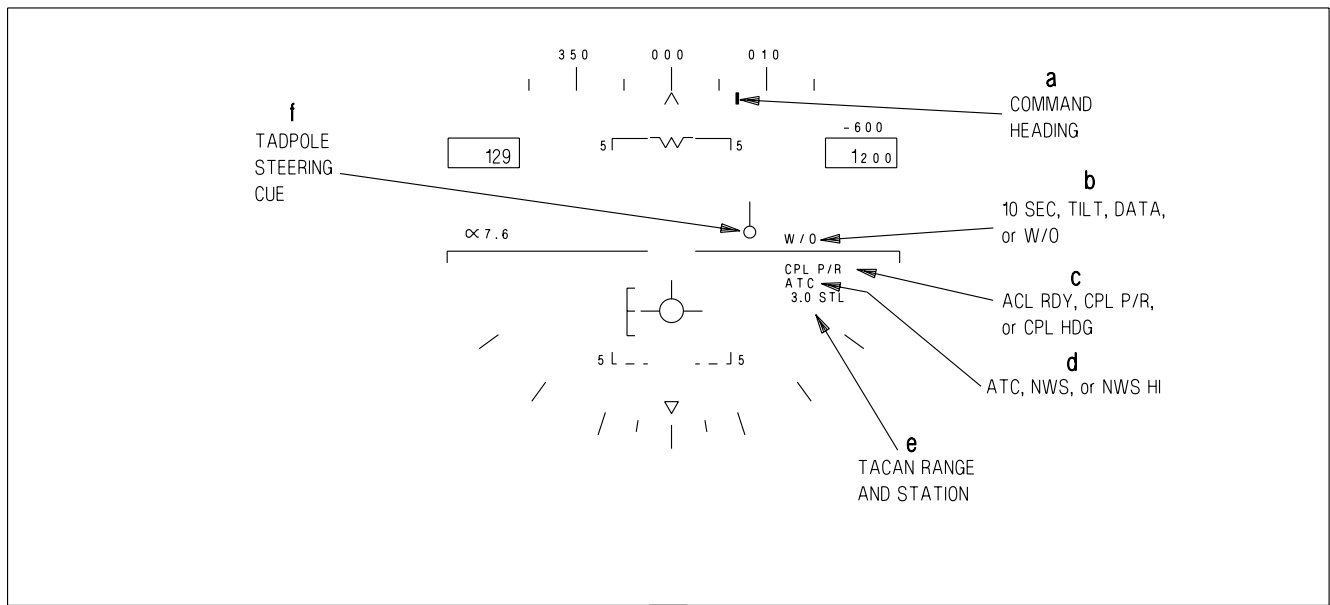 350 000 010
a
COMMAND
HEADING
f
TADPOLE
STEERING
CUE
-600
129
5 5
1200
b
10 SEC, TILT, DATA,
or W/O
∝ 7.6
W/O
CPL P/R
ATC
3.0 STL
c
ACL RDY, CPL P/R,
or CPL HDG
5 5
d
ATC, NWS, or NWS HI
e
TACAN RANGE
AND STATION